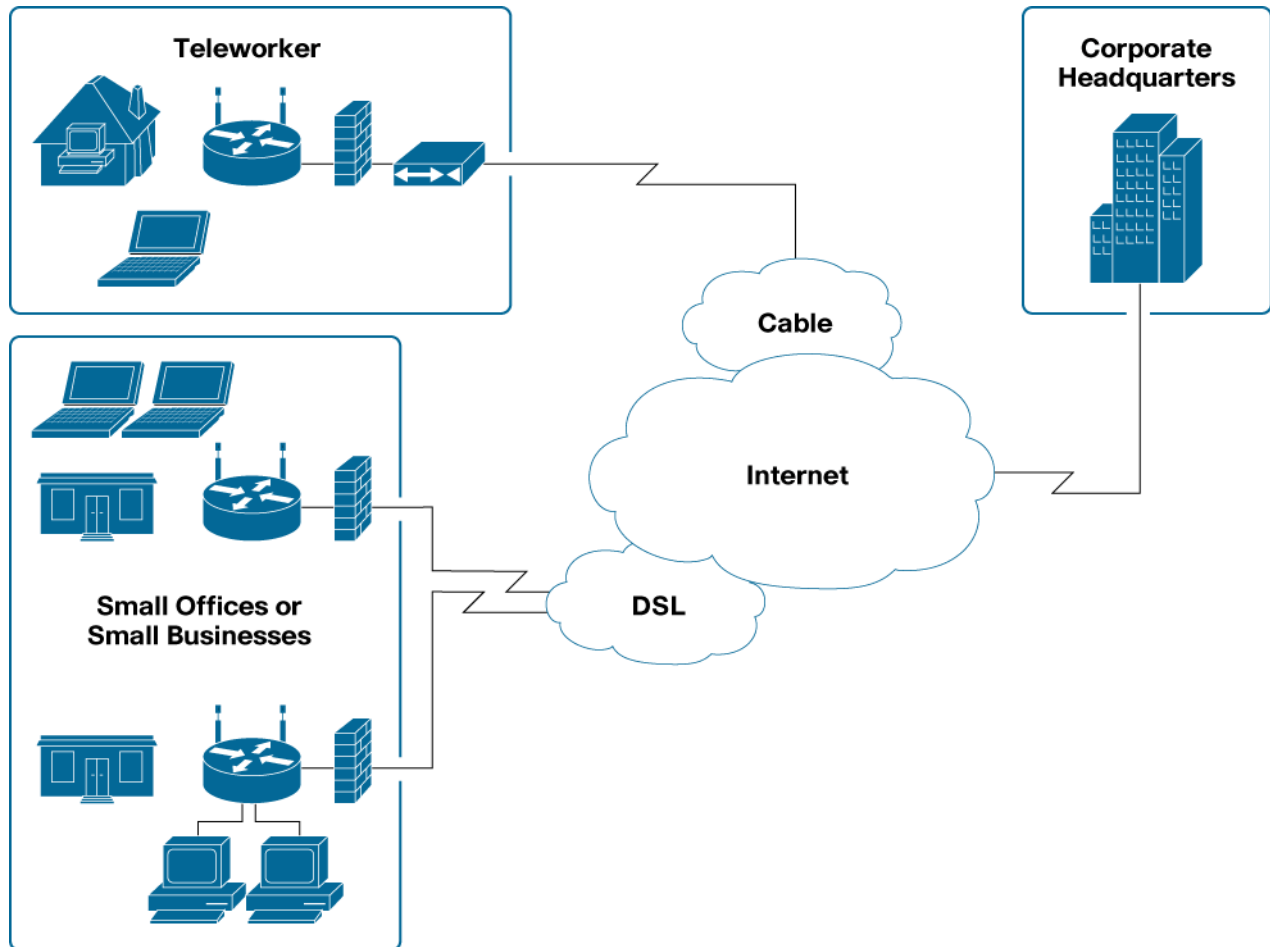 Teleworker
Corporate
Headquarters
Cable
Internet
DSL
Small Offices or
Small Businesses